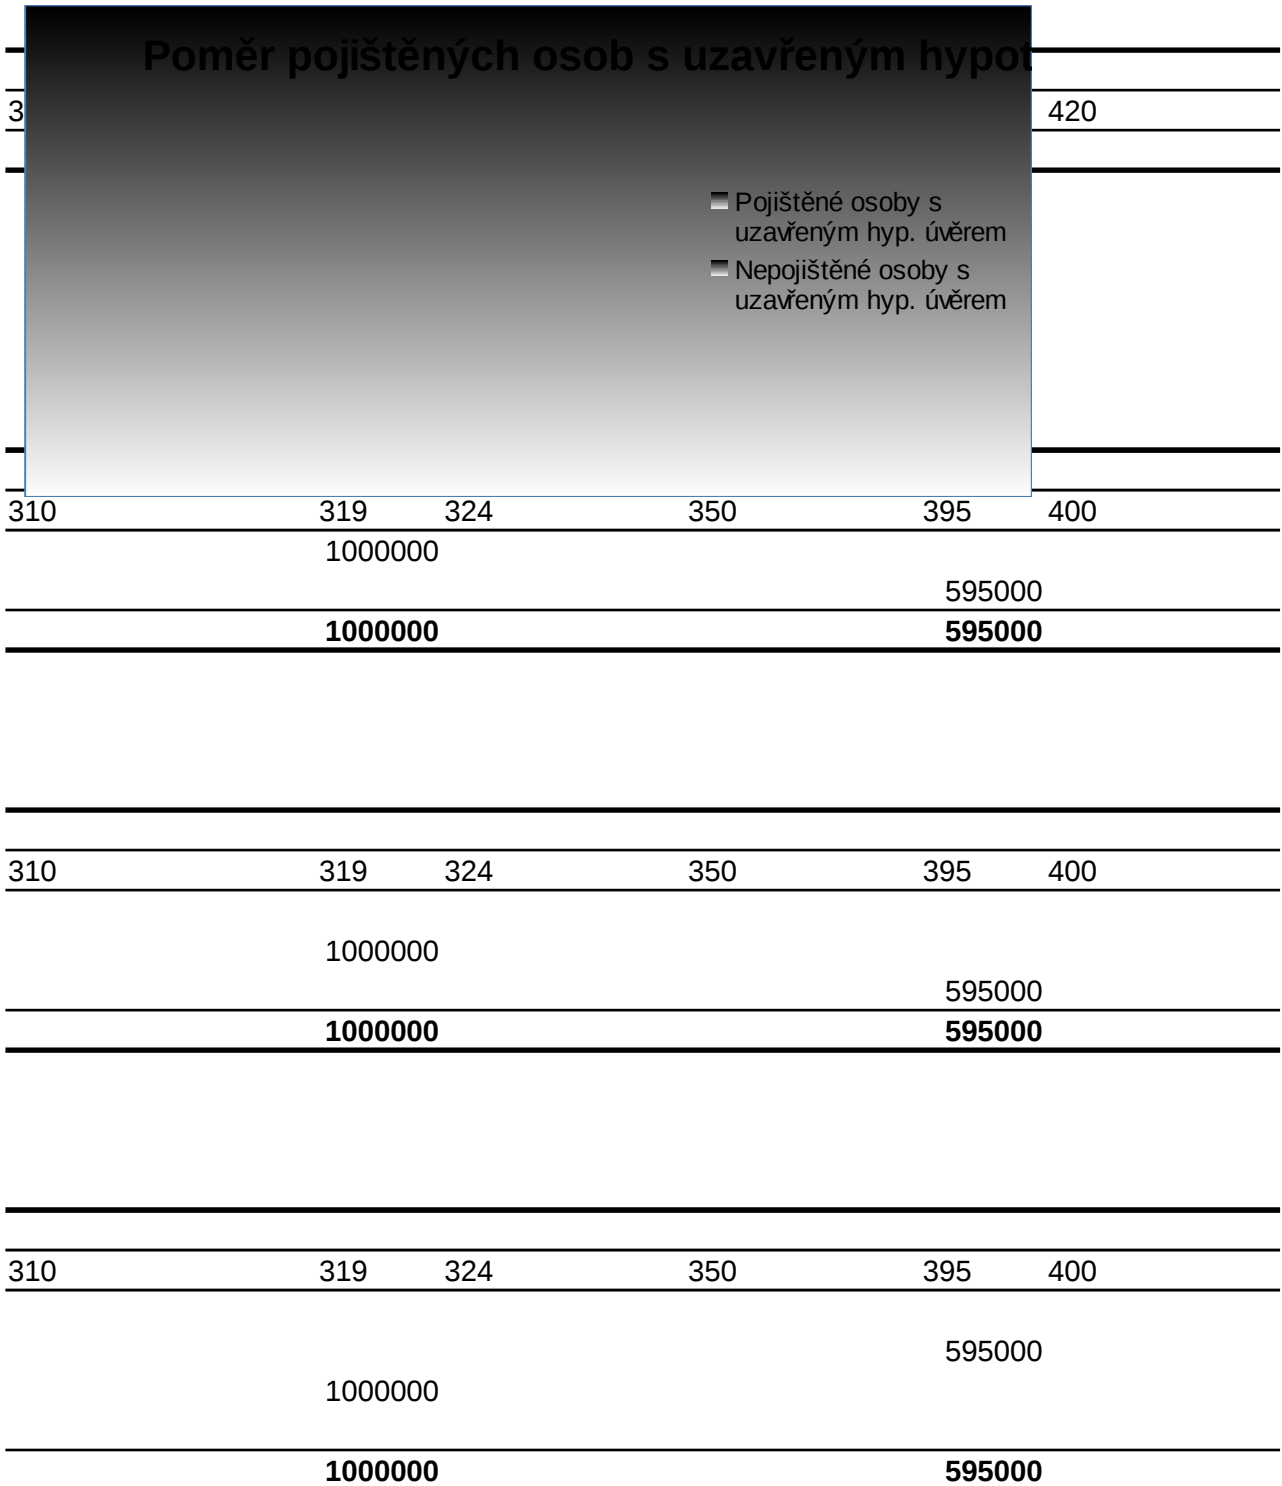 Poměr pojištěných osob s uzavřeným hypot
3 420
Pojištěné osoby s
uzavřeným hyp. úvěrem
Nepojištěné osoby s
uzavřeným hyp. úvěrem
310 319 324 350 395 400
1000000
595000
1000000 595000
310 319 324 350 395 400
1000000
595000
1000000 595000
310 319 324 350 395 400
595000
1000000
1000000 595000